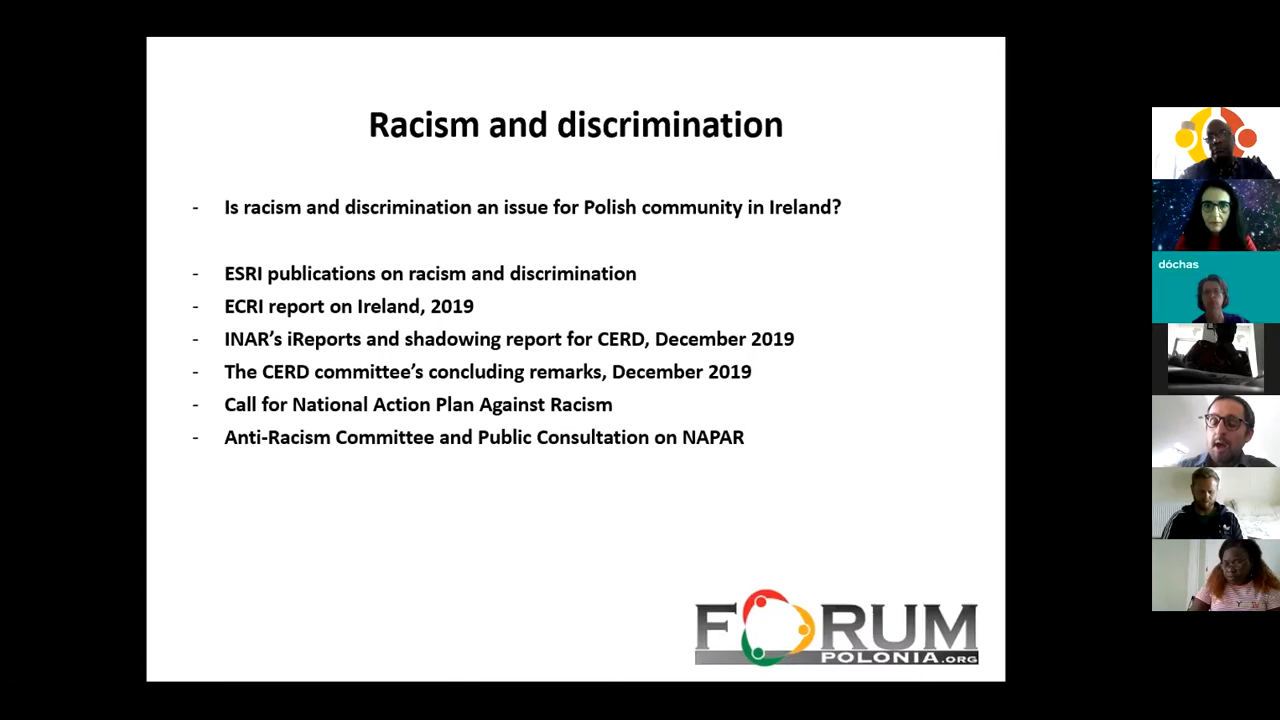 Racism and discrimination
- Is racism and discrimination an issue for Polish community in Ireland?
- ESRI publications on racism and discrimination
- ECRI report on Ireland, 2019
- INAR’s iReports and shadowing report for CERD, December 2019
- The CERD committee’s concluding remarks, December 2019
- Call for National Action Plan Against Racism
- Anti-Racism Committee and Public Consultation on NAPAR
FORUM
POLONIA.ORG
dóchas